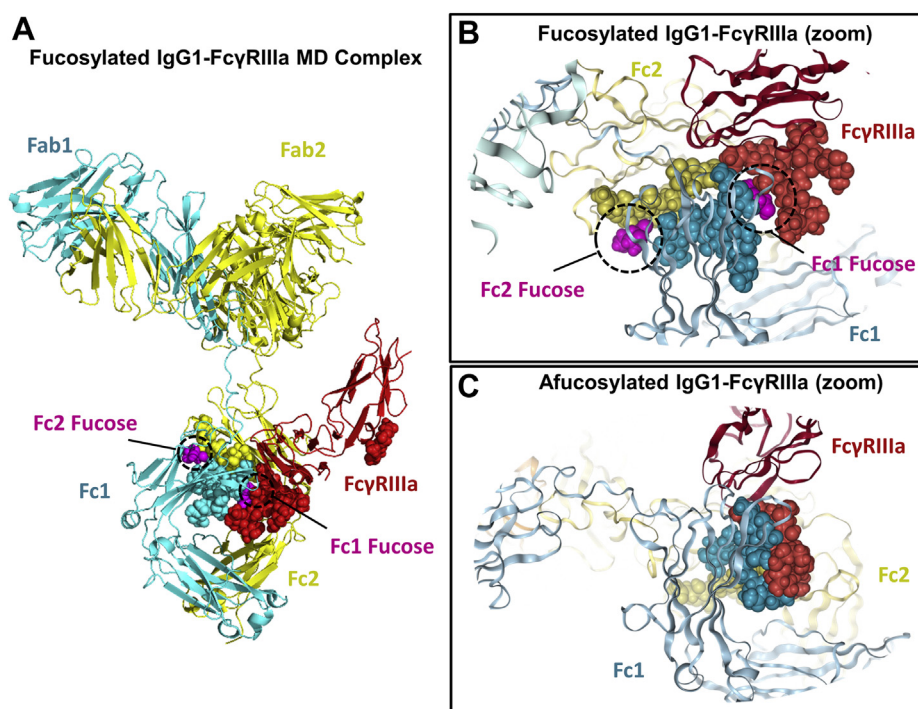 A
Fucosylated IgG1-FcγRIIIa MD Complex
Fab1
Fab2
Fc2 Fucose
Fc1
FcγRIIIa
Fc1 Fucose
Fc2
B
Fucosylated IgG1-FcγRIIIa (zoom)
Fc2
FcγRIIIa
Fc1 Fucose
Fc2 Fucose
Fc1
C
Afucosylated IgG1-FcγRIIIa (zoom)
FcγRIIIa
Fc2
Fc1